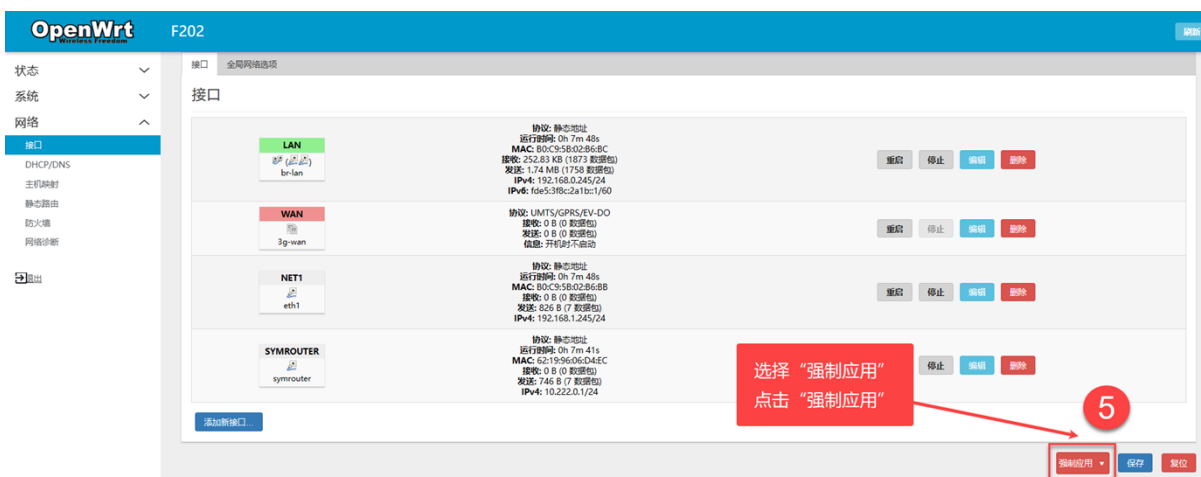 OpenWrt
Wireless Freedom
F202
刷新
状态
系统
网络
接口
DHCP/DNS
主机映射
静态路由
防火墙
网络诊断
退出
接口 全局网络选项
接口
LAN
br-lan
协议: 静态地址
运行时间: 0h 7m 48s
MAC: B0:C9:5B:02:B6:BC
接收: 252.83 KB (1873 数据包)
发送: 1.74 MB (1758 数据包)
IPv4: 192.168.0.245/24
IPv6: fde5:3f8c:2a1b::1/60
重启 停止 编辑 删除
WAN
3g-wan
协议: UMTS/GPRS/EV-DO
接收: 0 B (0 数据包)
发送: 0 B (0 数据包)
信息: 开机时不启动
重启 停止 编辑 删除
NET1
eth1
协议: 静态地址
运行时间: 0h 7m 48s
MAC: B0:C9:5B:02:B6:BB
接收: 0 B (0 数据包)
发送: 826 B (7 数据包)
IPv4: 192.168.1.245/24
重启 停止 编辑 删除
SYMROUTER
symrouter
协议: 静态地址
运行时间: 0h 7m 41s
MAC: 62:19:96:06:D4:EC
接收: 0 B (0 数据包)
发送: 746 B (7 数据包)
IPv4: 10.222.0.1/24
停止 编辑 删除
选择“强制应用”
点击“强制应用”
5
添加新接口...
强制应用 保存 复位